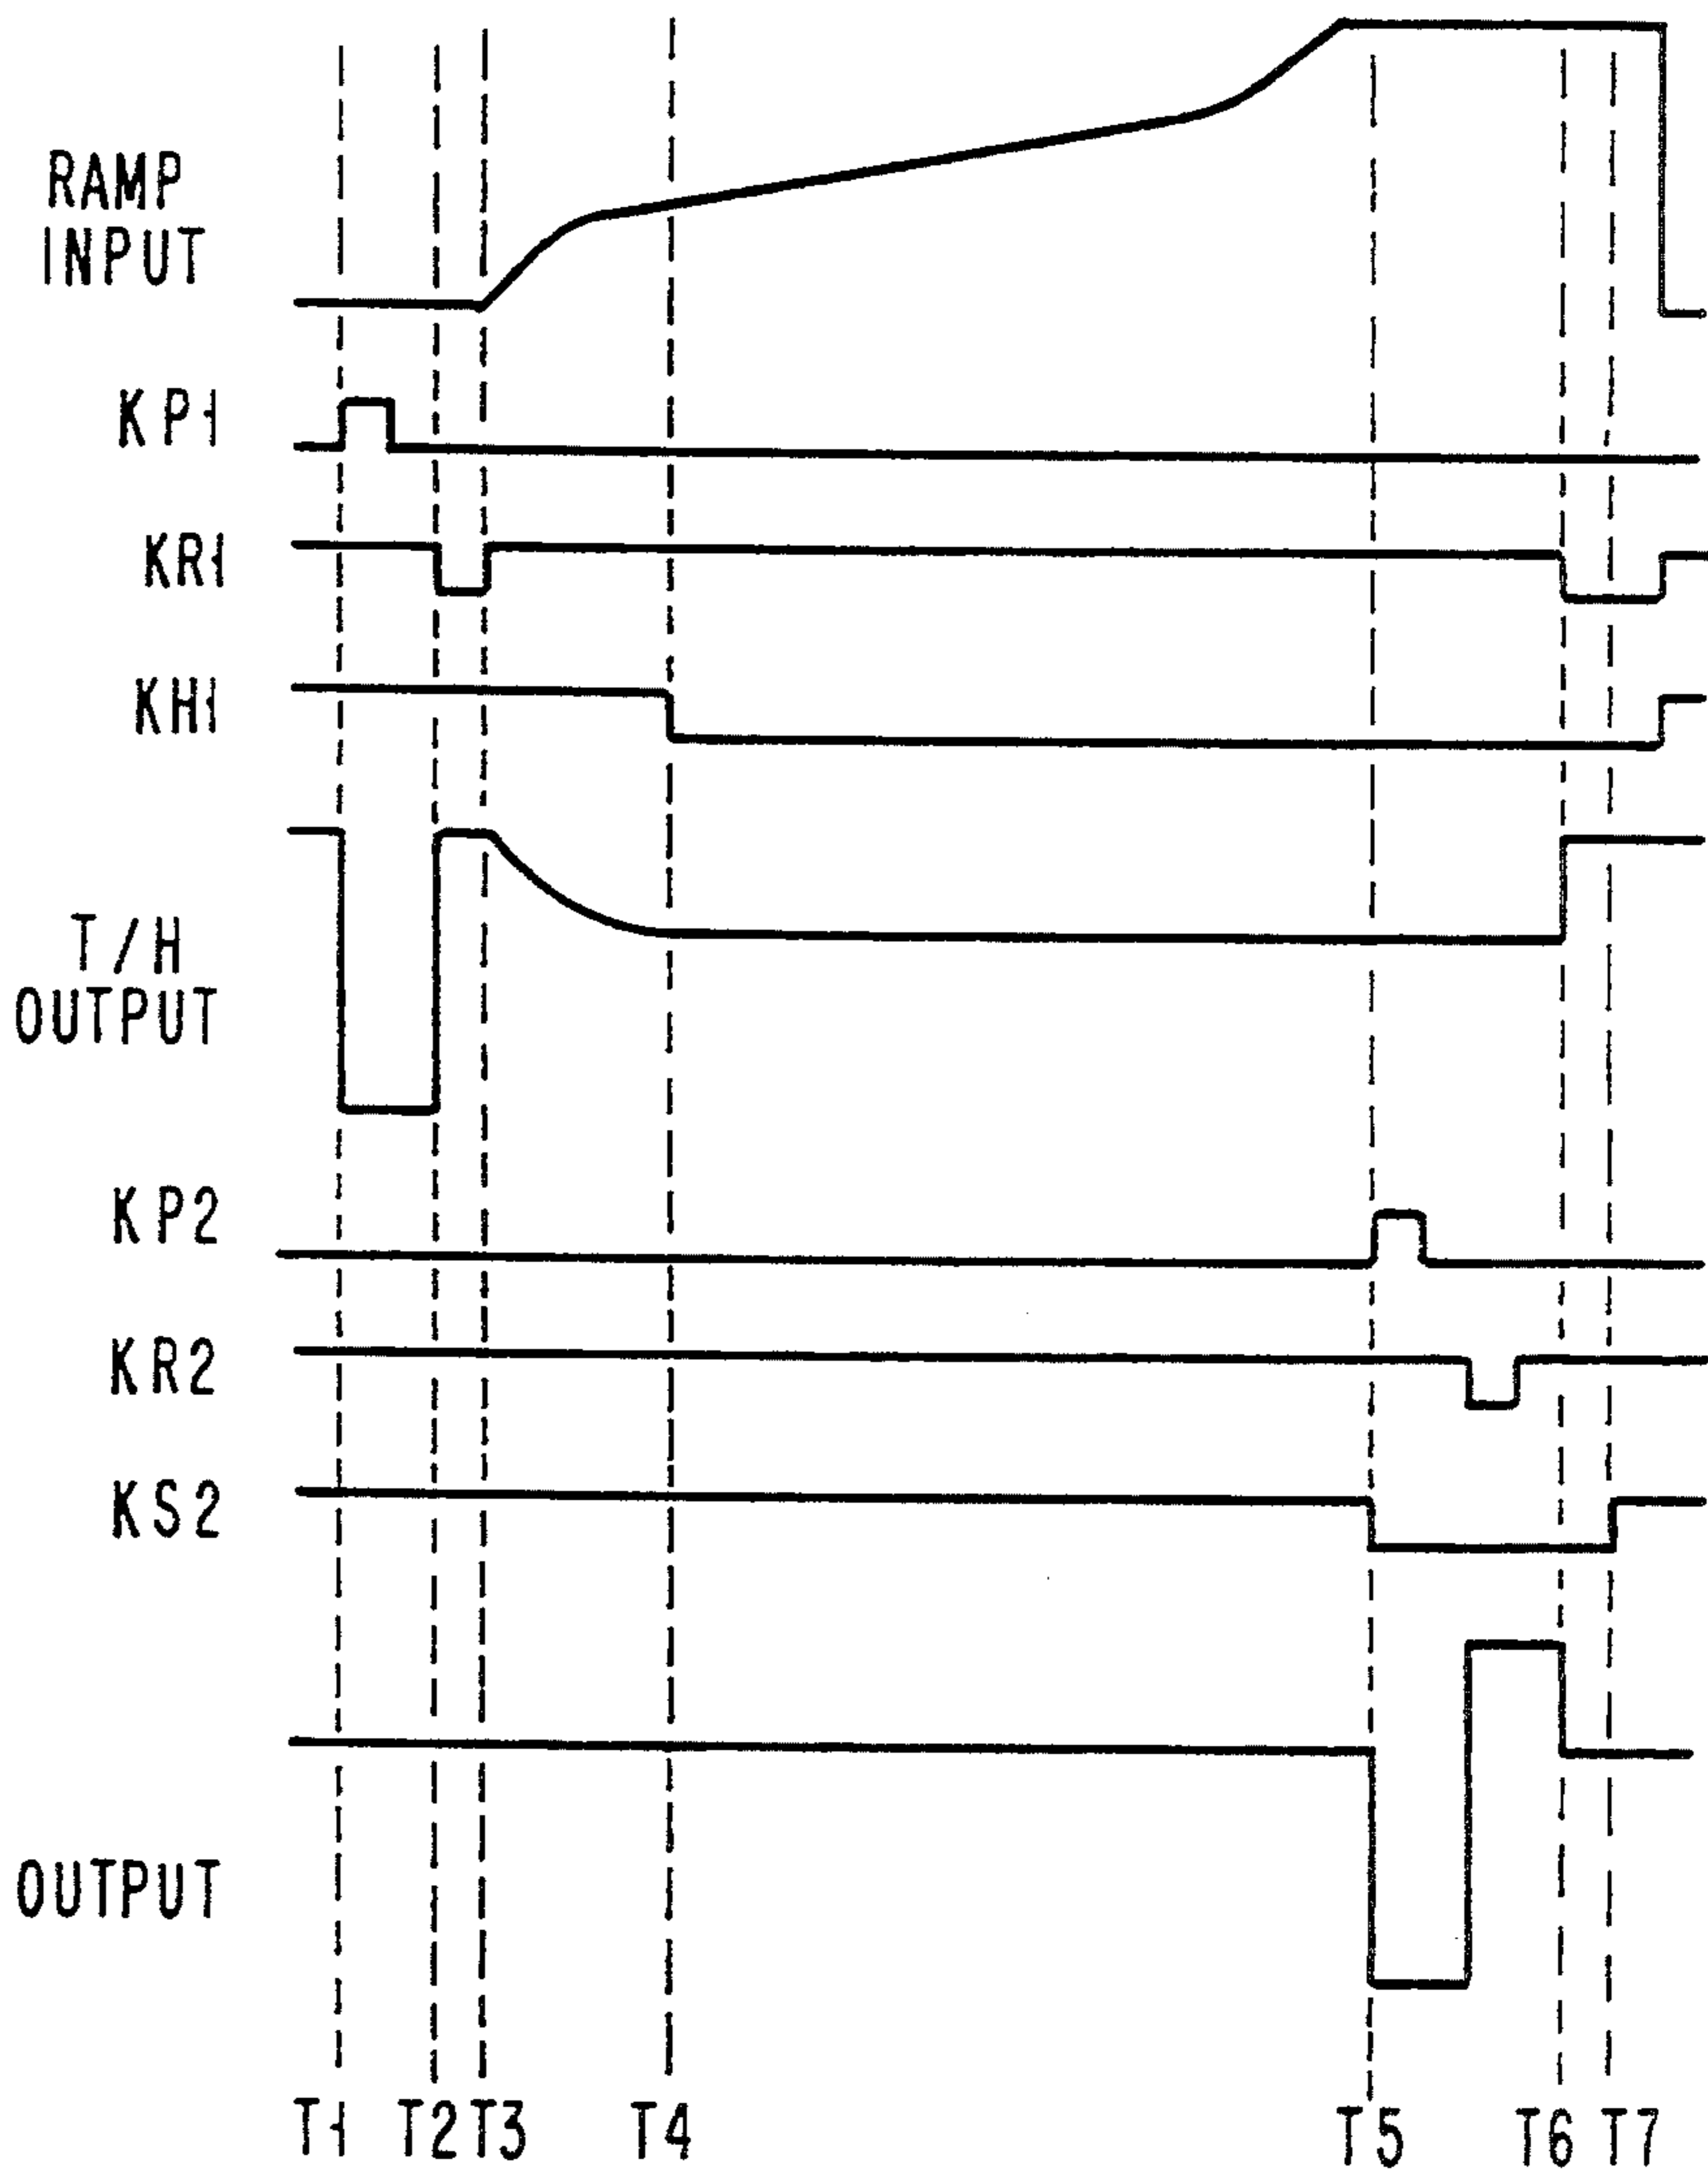 RAMP
INPUT
KP1
KR1
KH1
T/H
OUTPUT
KP2
KR2
KS2
OUTPUT
T1 T2 T3 T4 T5 T6 T7